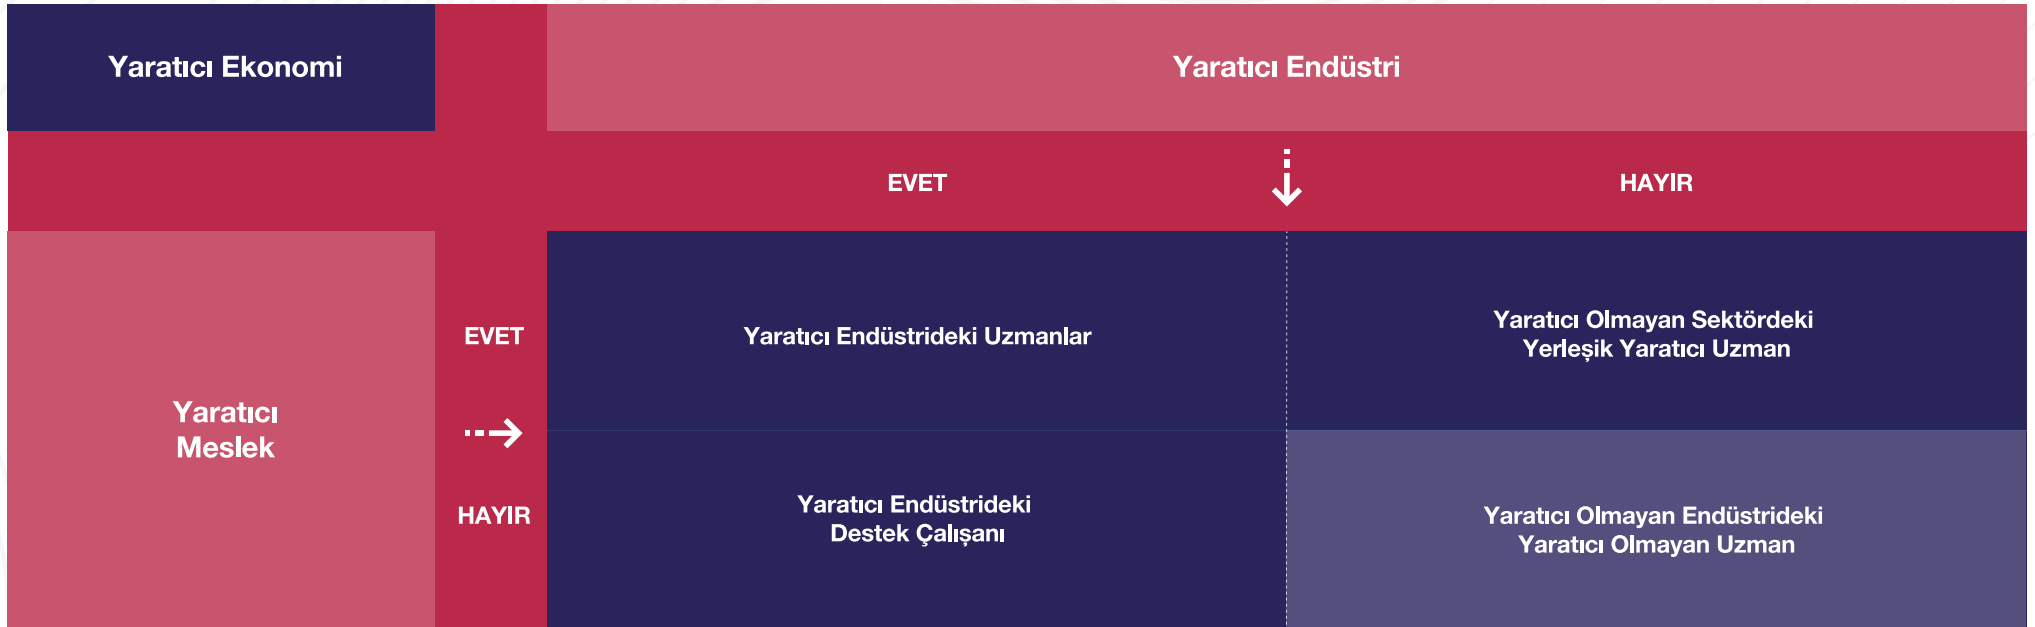 Yaratıcı Ekonomi
Yaratıcı Endüstri
EVET
HAYIR
Yaratıcı
Meslek
EVET
HAYIR
Yaratıcı Endüstrideki Uzmanlar
Yaratıcı Olmayan Sektördeki
Yerleşik Yaratıcı Uzman
Yaratıcı Endüstrideki
Destek Çalışanı
Yaratıcı Olmayan Endüstrideki
Yaratıcı Olmayan Uzman